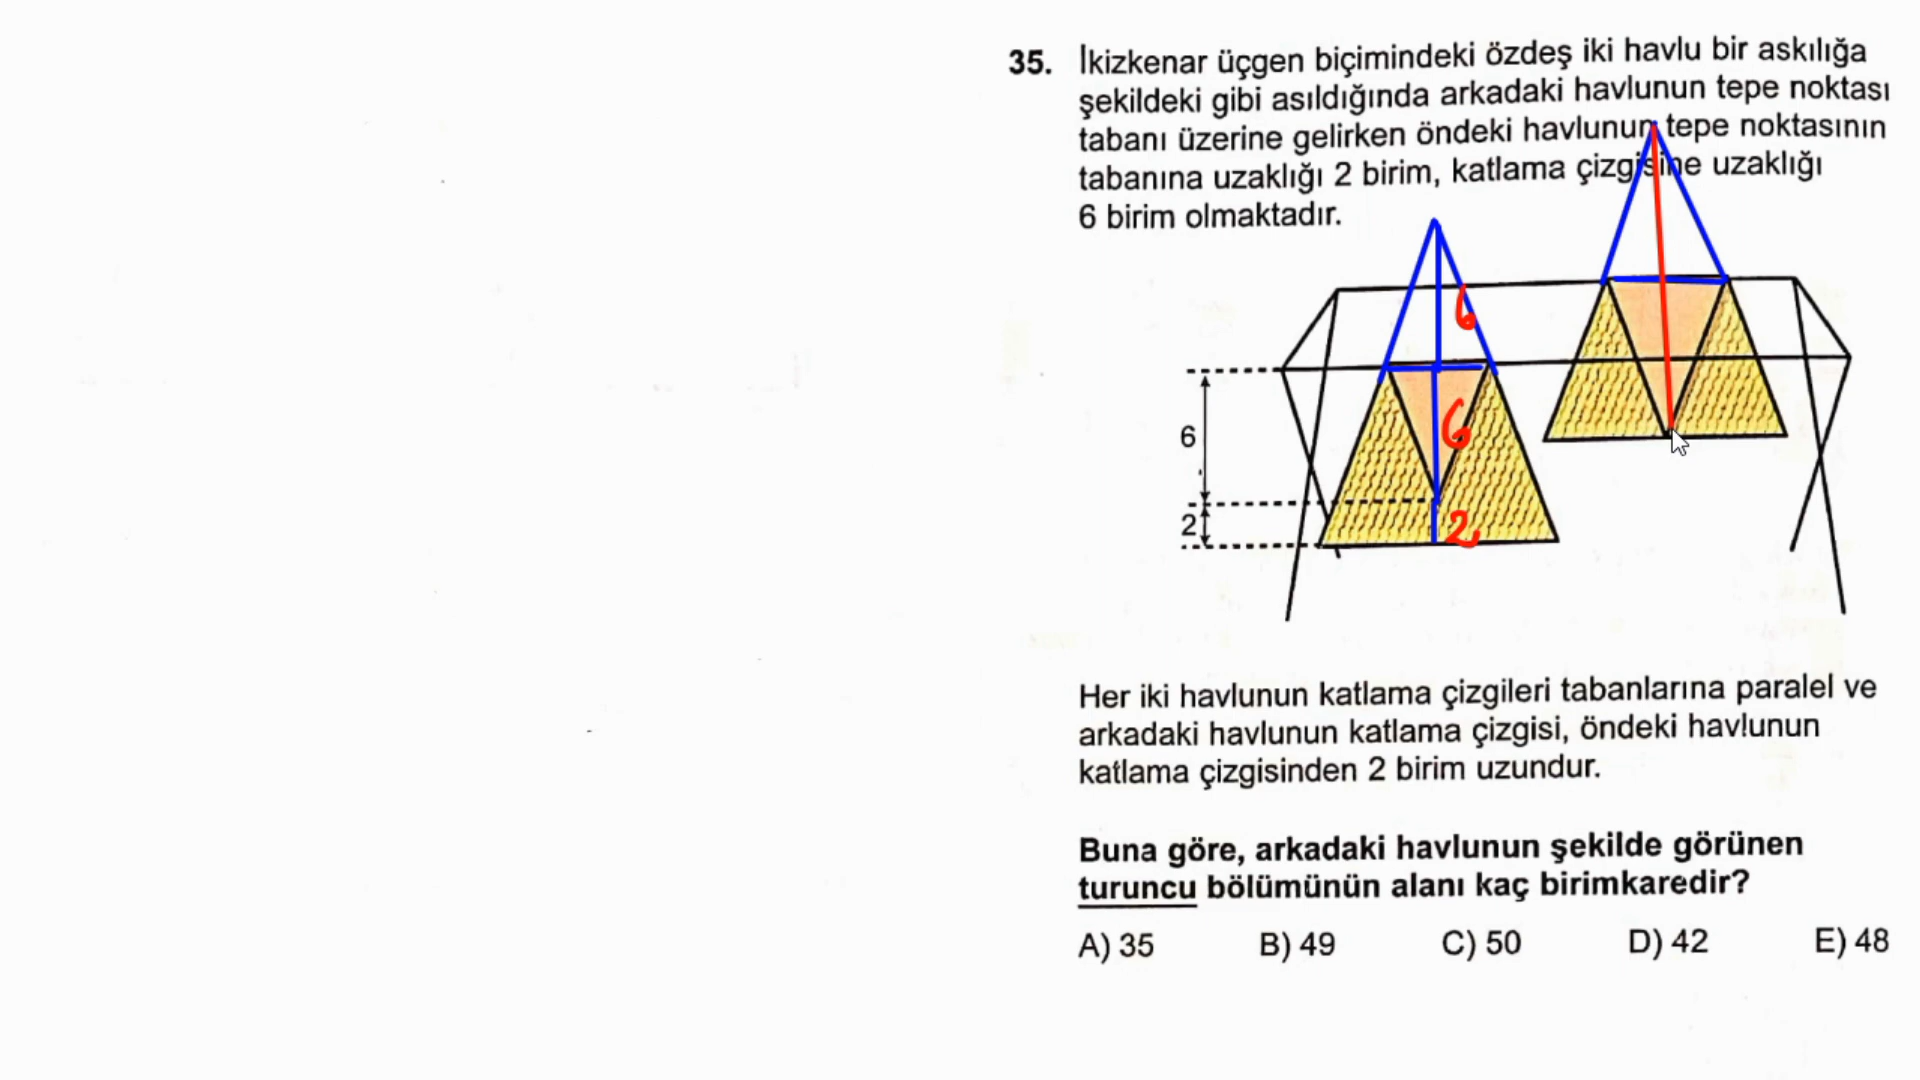 35. İkizkenar üçgen biçimindeki özdeş iki havlu bir askılığa
şekildeki gibi asıldığında arkadaki havlunun tepe noktası
tabanı üzerine gelirken öndeki havlunun tepe noktasının
tabanına uzaklığı 2 birim, katlama çizgisine uzaklığı
6 birim olmaktadır.
6
6
6
2
2
Her iki havlunun katlama çizgileri tabanlarına paralel ve
arkadaki havlunun katlama çizgisi, öndeki havlunun
katlama çizgisinden 2 birim uzundur.
Buna göre, arkadaki havlunun şekilde görünen
turuncu bölümünün alanı kaç birimkaredir?
A) 35 B) 49 C) 50 D) 42 E) 48